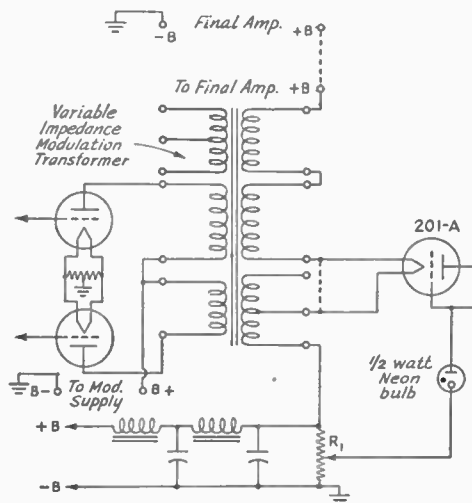 -B
Final Amp.
+B
To Final Amp.
+B
Variable
Impedance
Modulation
Transformer
201-A
1/2 watt
Neon
bulb
B-
To Mod.
Supply
B+
+B
R1
-B